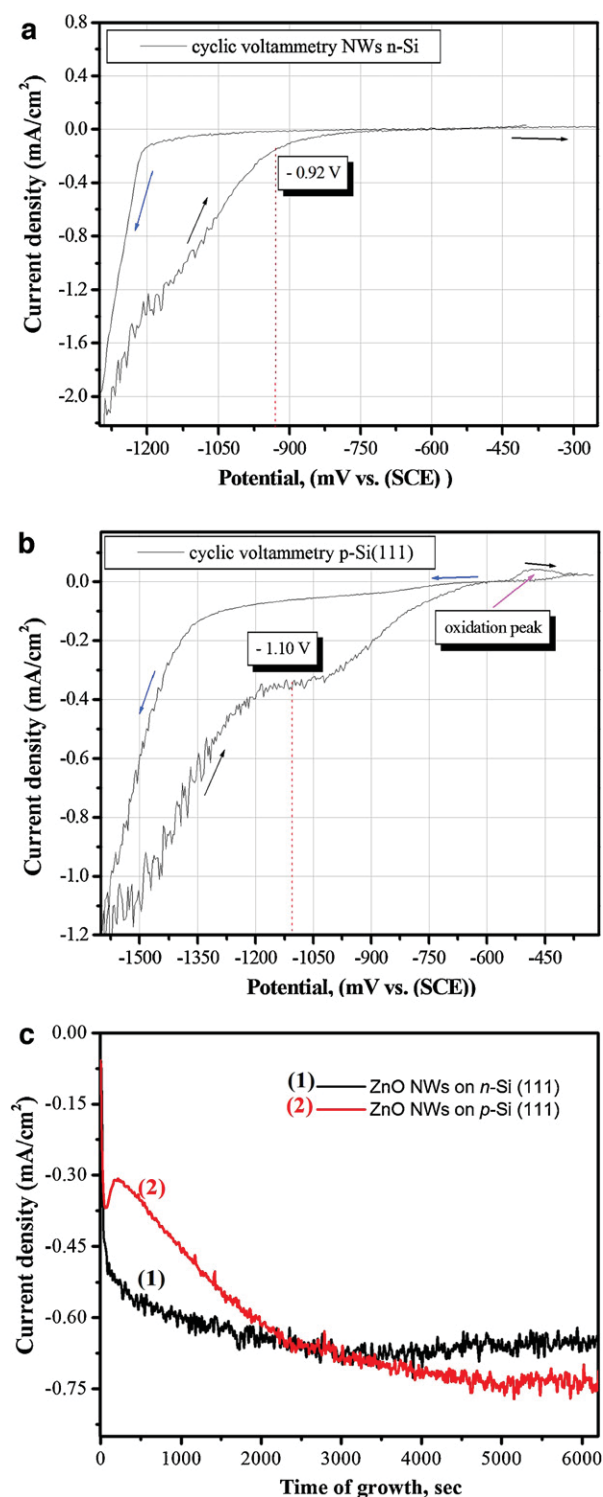 a
cyclic voltammetry NWs n-Si
0.8
0.4
0.0
-0.4
-0.8
-1.2
-1.6
-2.0
Current density (mA/cm²)
- 0.92 V
-1200 -1050 -900 -750 -600 -450 -300
Potential, (mV vs. (SCE) )
b
cyclic voltammetry p-Si(111)
0.0
-0.2
-0.4
-0.6
-0.8
-1.0
-1.2
Current density (mA/cm²)
oxidation peak
- 1.10 V
-1500 -1350 -1200 -1050 -900 -750 -600 -450
Potential, (mV vs. (SCE))
c
0.00
-0.15
-0.30
-0.45
-0.60
-0.75
Current density (mA/cm²)
(1) ZnO NWs on n-Si (111)
(2) ZnO NWs on p-Si (111)
(2)
(1)
0 1000 2000 3000 4000 5000 6000
Time of growth, sec